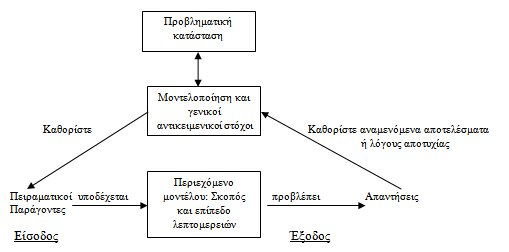 Προβληματική
κατάσταση
Μοντελοποίηση και
γενικοί
αντικειμενικοί στόχοι
Καθορίστε
Καθορίστε αναμενόμενα αποτελέσματα
ή λόγους αποτυχίας
Πειραματικοί
Παράγοντες
υποδέχεται
Περιεχόμενο
μοντέλου: Σκοπός
και επίπεδο
λεπτομερειών
προβλέπει
Απαντήσεις
Είσοδος
Έξοδος